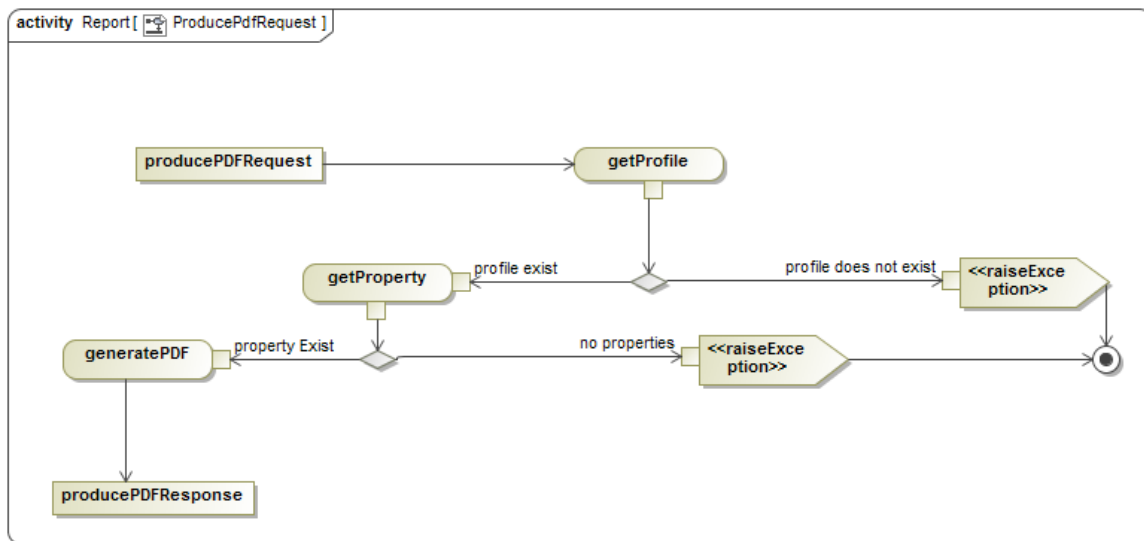 activity Report [ ProducePdfRequest ]
producePDFRequest
getProfile
getProperty
profile exist
profile does not exist
<<raiseExce
ption>>
generatePDF
property Exist
no properties
<<raiseExce
ption>>
producePDFResponse